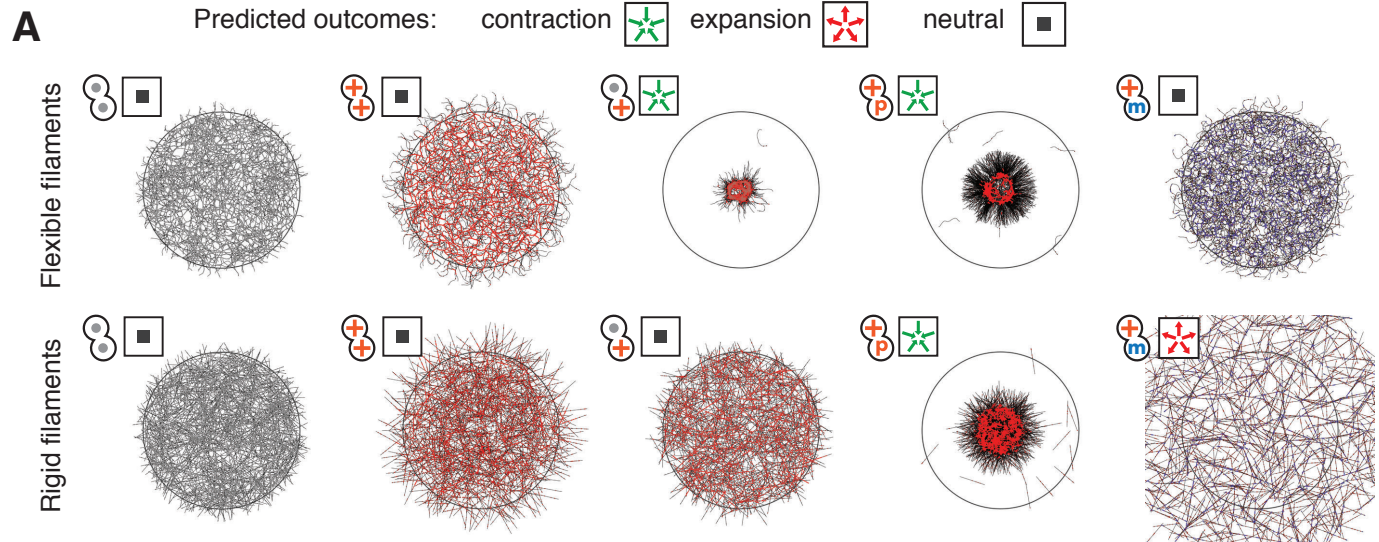 A
Predicted outcomes: contraction expansion neutral
Flexible filaments
+ +
+
+ p
+ m
Rigid filaments
+ +
+
+ p
+ m